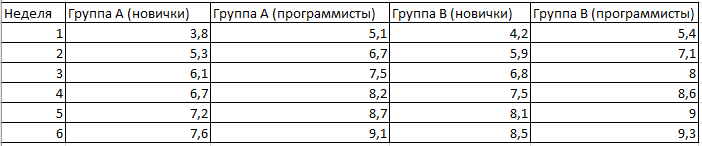 Неделя Группа А (новички) Группа А (программисты) Группа В (новички) Группа В (программисты)
1 3,8 5,1 4,2 5,4
2 5,3 6,7 5,9 7,1
3 6,1 7,5 6,8 8
4 6,7 8,2 7,5 8,6
5 7,2 8,7 8,1 9
6 7,6 9,1 8,5 9,3